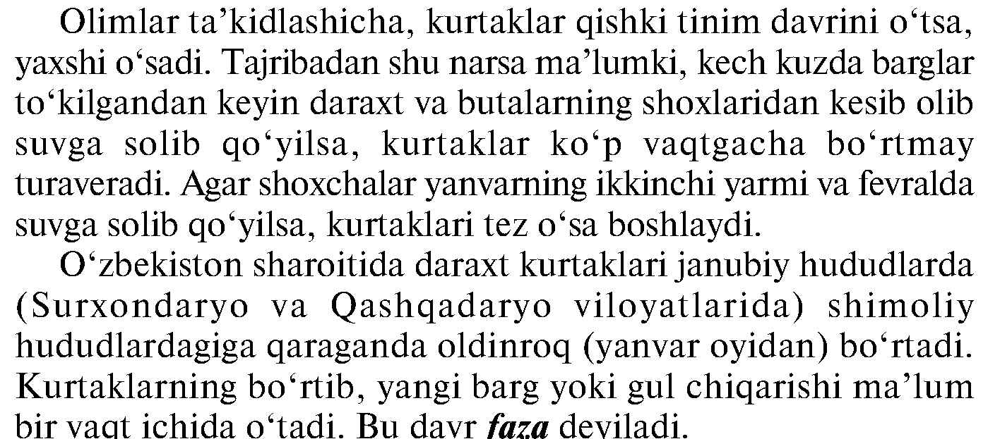 Olimlar ta’kidlashicha, kurtaklar qishki tinim davrini o‘tsa,
yaxshi o‘sadi. Tajribadan shu narsa ma’lumki, kech kuzda barglar
to‘kilgandan keyin daraxt va butalarning shoxlaridan kesib olib
suvga solib qo‘yilsa, kurtaklar ko‘p vaqtgacha bo‘rtmay
turaveradi. Agar shoxchalar yanvarning ikkinchi yarmi va fevralda
suvga solib qo‘yilsa, kurtaklari tez o‘sa boshlaydi.
O‘zbekiston sharoitida daraxt kurtaklari janubiy hududlarda
(Surxondaryo va Qashqadaryo viloyatlarida) shimoliy
hududlardagiga qaraganda oldinroq (yanvar oyidan) bo‘rtadi.
Kurtaklarning bo‘rtib, yangi barg yoki gul chiqarishi ma’lum
bir vaqt ichida o‘tadi. Bu davr faza deyiladi.